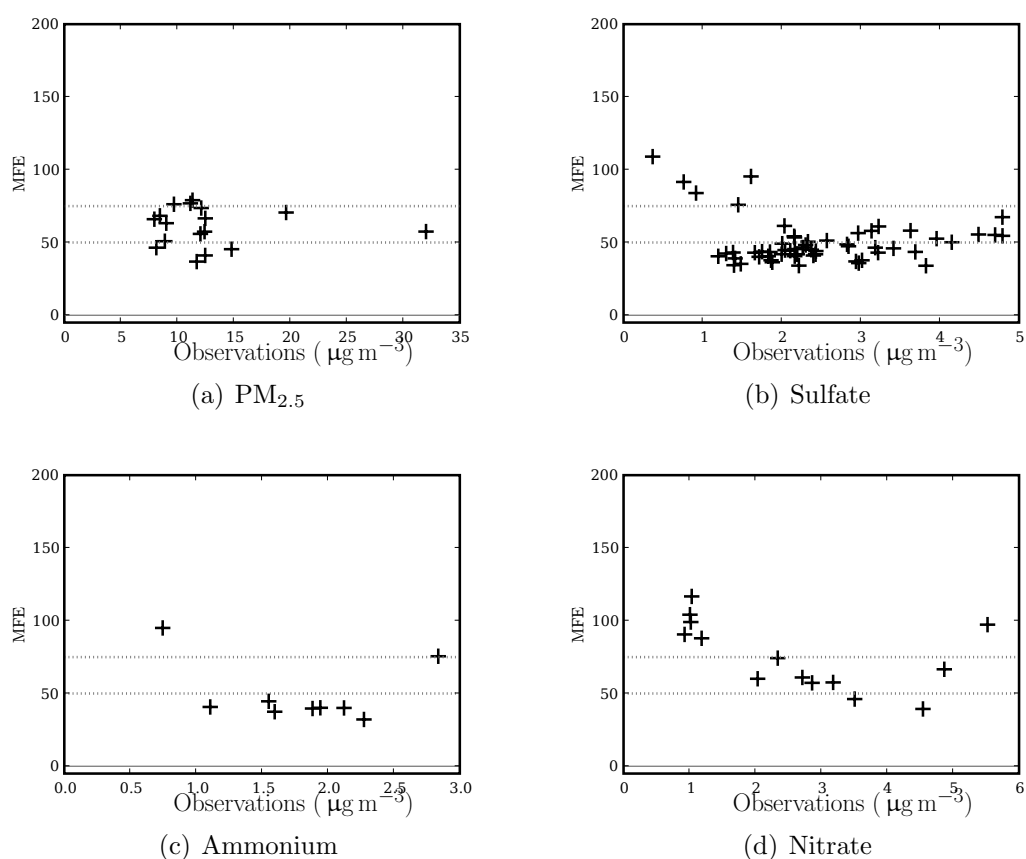 200
150
100
50
0
MFE
0 5 10 15 20 25 30 35
Observations ( μg m−3)
(a) PM2.5
200
150
100
50
0
MFE
0 1 2 3 4 5
Observations ( μg m−3)
(b) Sulfate
200
150
100
50
0
MFE
0.0 0.5 1.0 1.5 2.0 2.5 3.0
Observations ( μg m−3)
(c) Ammonium
200
150
100
50
0
MFE
0 1 2 3 4 5 6
Observations ( μg m−3)
(d) Nitrate